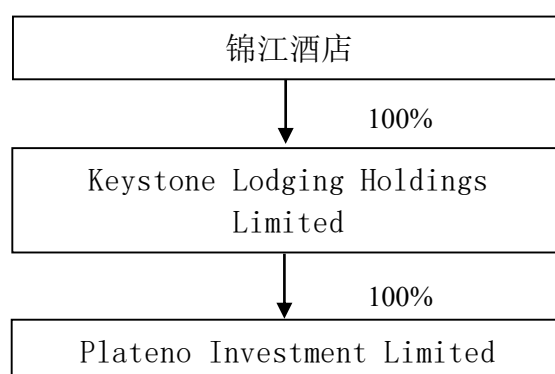 锦江酒店
100%
Keystone Lodging Holdings
Limited
100%
Plateno Investment Limited